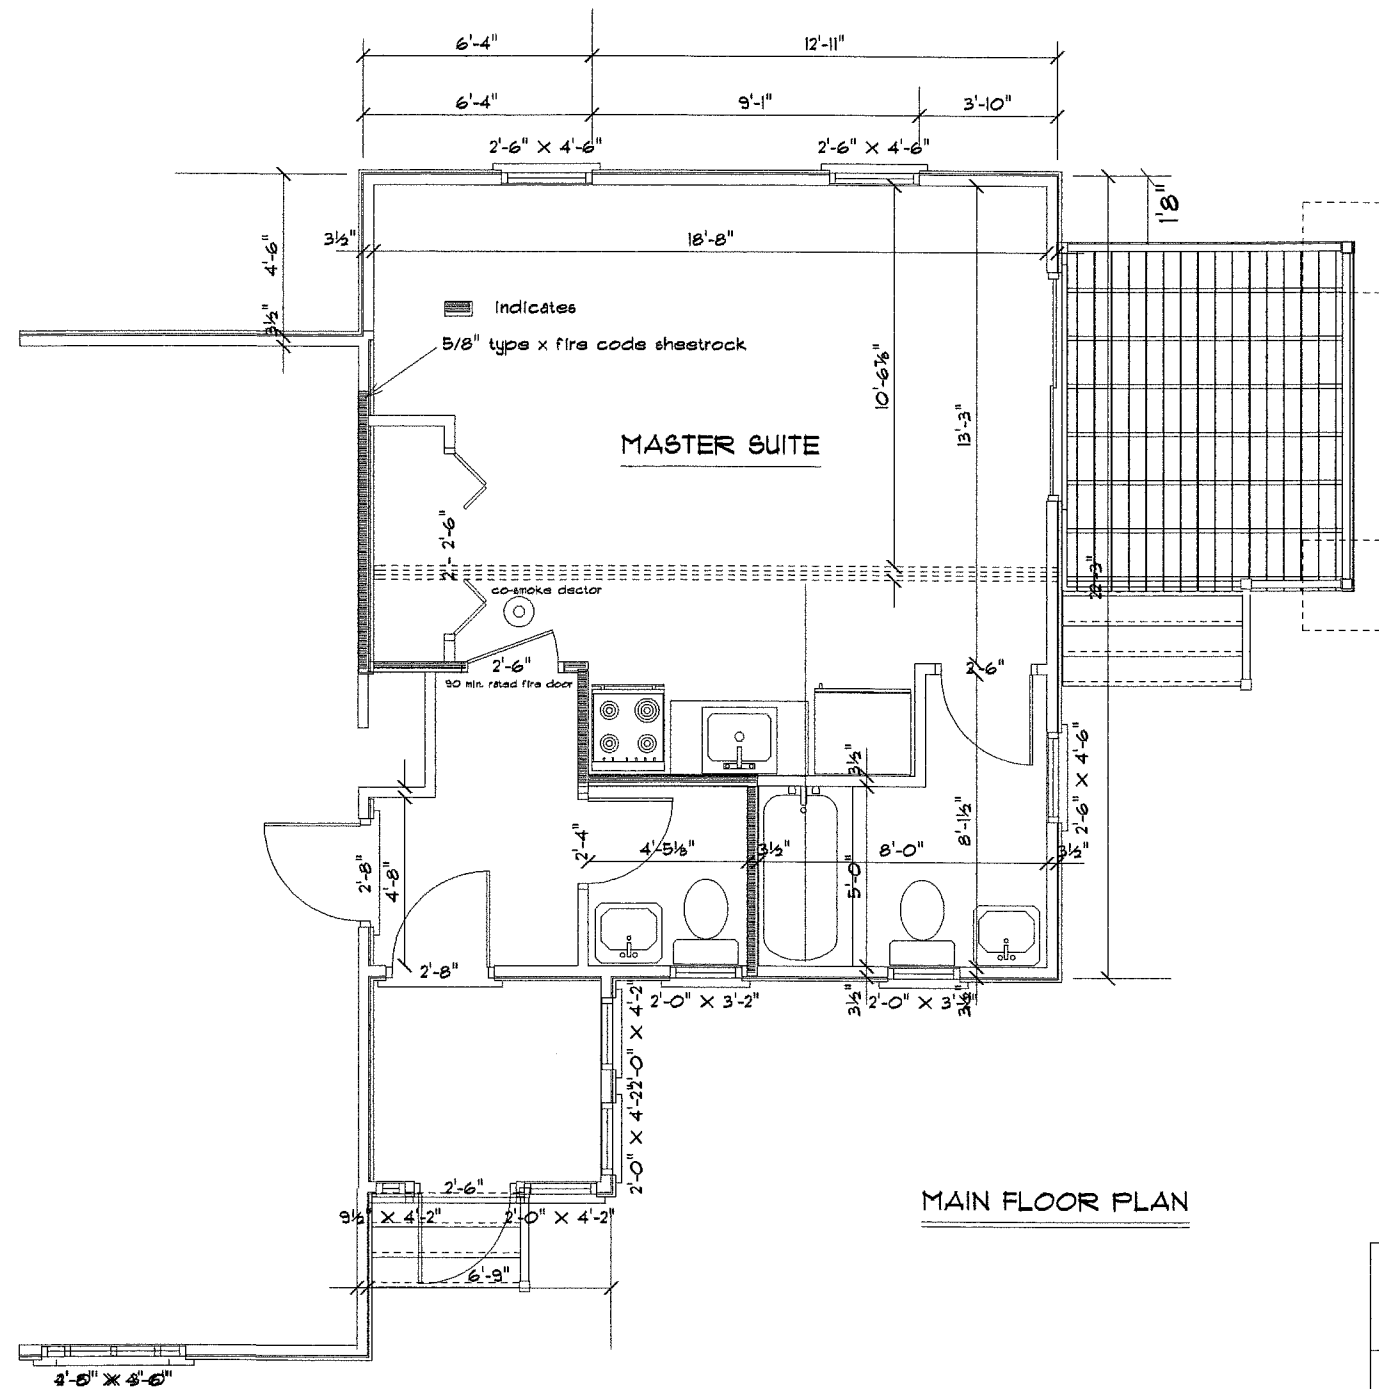 6'-4"
12'-11"
6'-4"
9'-1"
3'-10"
2'-6" X 4'-6"
2'-6" X 4'-6"
1'8"
4'-6"
3½"
18'-8"
3½"
indicates
5/8" type x fire code sheetrock
10'-6⅞"
13'-3"
MASTER SUITE
2'- 2'-6"
22'-3"
co-smoke dector
2'-6"
90 min. rated fire door
2'-6"
3½"
2'-6" X 4'-6"
2'-4"
4'-5⅛"
3½"
8'-0"
8'-1½"
3½"
2'-8"
4'-8"
5'-0"
2'-8"
2'-0" X 3'-2"
3½"
2'-0" X 3'-
3½"
2'-0" X 4'-2"
2'-0" X 4'-2"
2'-6"
9½" X 4'-2"
2'-0" X 4'-2"
MAIN FLOOR PLAN
6'-9"